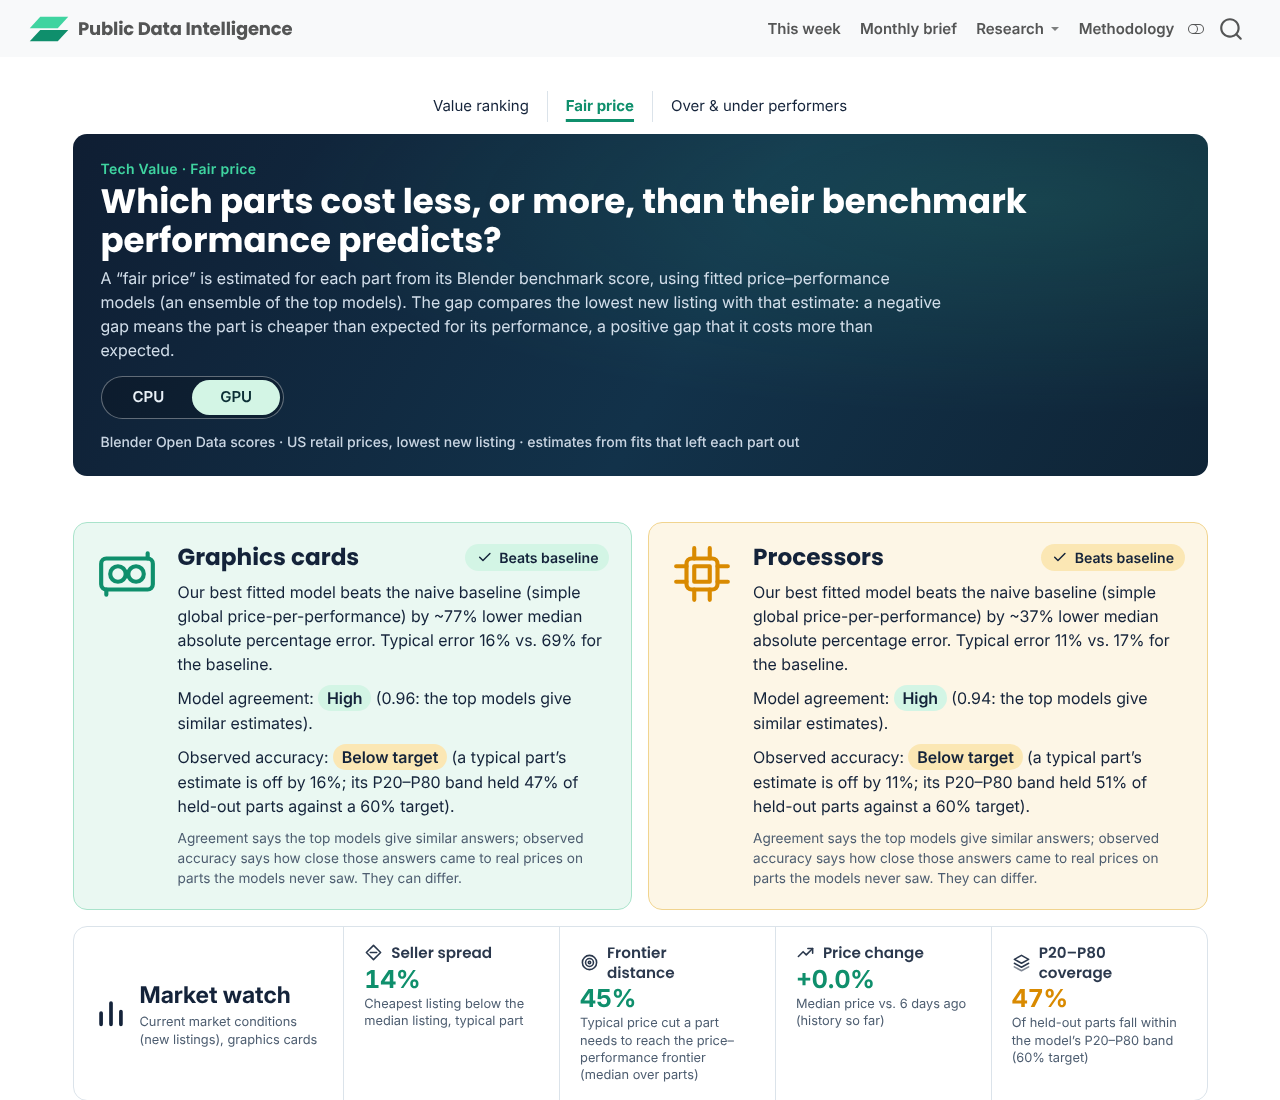 Public Data Intelligence
This week
Monthly brief
Research
Methodology
Value ranking
Fair price
Over & under performers
Tech Value · Fair price
Which parts cost less, or more, than their benchmark
performance predicts?
A “fair price” is estimated for each part from its Blender benchmark score, using fitted price–performance
models (an ensemble of the top models). The gap compares the lowest new listing with that estimate: a negative
gap means the part is cheaper than expected for its performance, a positive gap that it costs more than
expected.
CPU
GPU
Blender Open Data scores · US retail prices, lowest new listing · estimates from fits that left each part out
Graphics cards
Beats baseline
Our best fitted model beats the naive baseline (simple
global price-per-performance) by ~77% lower median
absolute percentage error. Typical error 16% vs. 69% for
the baseline.
Model agreement: High (0.96: the top models give
similar estimates).
Observed accuracy: Below target (a typical part’s
estimate is off by 16%; its P20–P80 band held 47% of
held-out parts against a 60% target).
Agreement says the top models give similar answers; observed
accuracy says how close those answers came to real prices on
parts the models never saw. They can differ.
Processors
Beats baseline
Our best fitted model beats the naive baseline (simple
global price-per-performance) by ~37% lower median
absolute percentage error. Typical error 11% vs. 17% for
the baseline.
Model agreement: High (0.94: the top models give
similar estimates).
Observed accuracy: Below target (a typical part’s
estimate is off by 11%; its P20–P80 band held 51% of
held-out parts against a 60% target).
Agreement says the top models give similar answers; observed
accuracy says how close those answers came to real prices on
parts the models never saw. They can differ.
Market watch
Current market conditions
(new listings), graphics cards
Seller spread
14%
Cheapest listing below the
median listing, typical part
Frontier
distance
45%
Typical price cut a part
needs to reach the price–
performance frontier
(median over parts)
Price change
+0.0%
Median price vs. 6 days ago
(history so far)
P20–P80
coverage
47%
Of held-out parts fall within
the model’s P20–P80 band
(60% target)